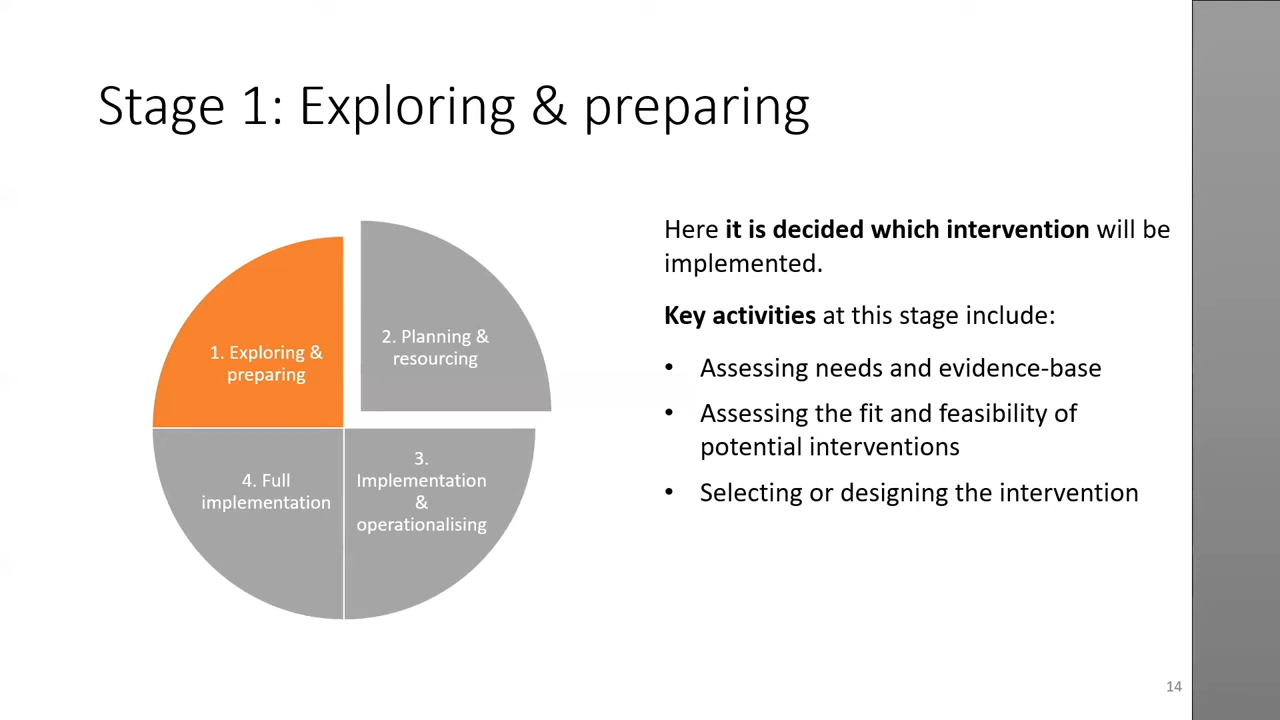 Stage 1: Exploring & preparing
1. Exploring &
preparing
2. Planning &
resourcing
3.
Implementation
&
operationalising
4. Full
implementation
Here it is decided which intervention will be
implemented.
Key activities at this stage include:
• Assessing needs and evidence-base
• Assessing the fit and feasibility of
potential interventions
• Selecting or designing the intervention
14